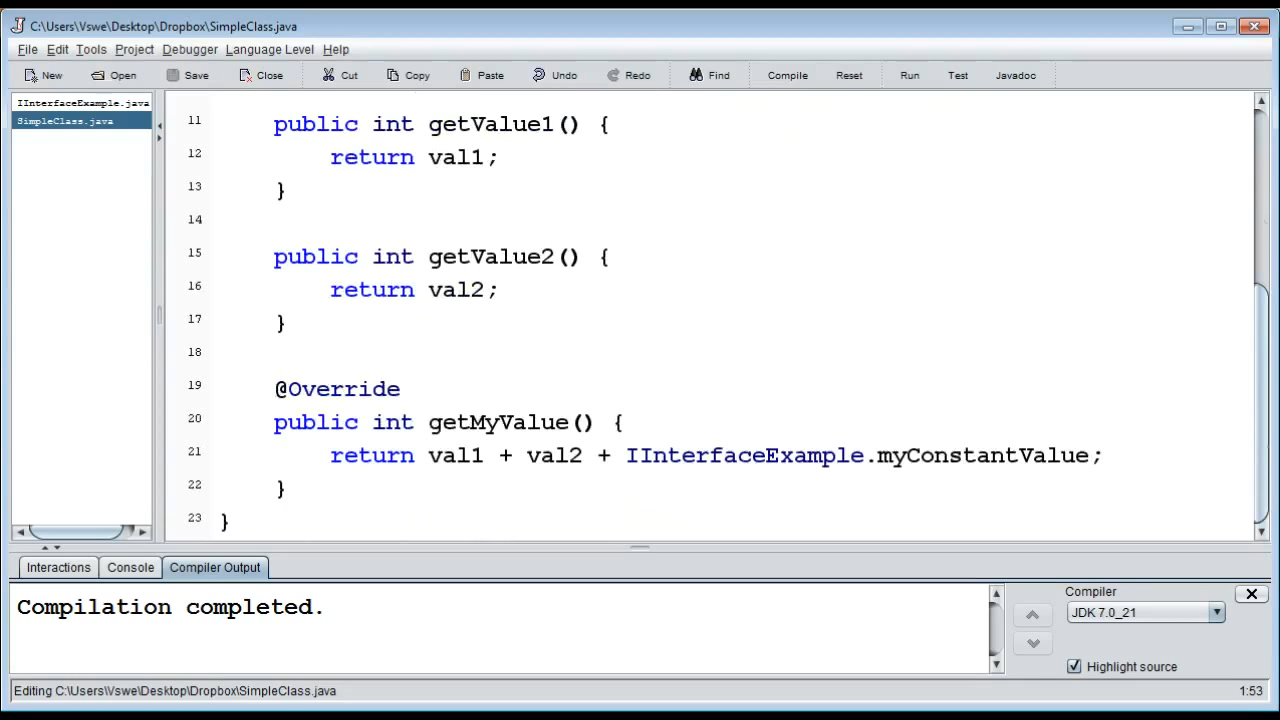 C:\Users\Vswe\Desktop\Dropbox\SimpleClass.java
File Edit Tools Project Debugger Language Level Help
New Open Save Close Cut Copy Paste Undo Redo Find Compile Reset Run Test Javadoc
IInterfaceExample.java
SimpleClass.java
11 public int getValue1() {
12 return val1;
13 }
14
15 public int getValue2() {
16 return val2;
17 }
18
19 @Override
20 public int getMyValue() {
21 return val1 + val2 + IInterfaceExample.myConstantValue;
22 }
23 }
Interactions Console Compiler Output
Compilation completed.
Compiler
JDK 7.0_21
Highlight source
Editing C:\Users\Vswe\Desktop\Dropbox\SimpleClass.java 1:53